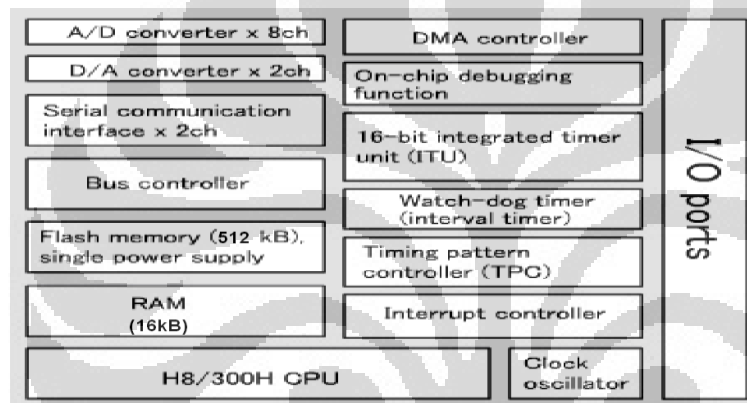 A/D converter x 8ch
D/A converter x 2ch
Serial communication
interface x 2ch
Bus controller
Flash memory (512 kB),
single power supply
RAM
(16kB)
H8/300H CPU
DMA controller
On-chip debugging
function
16-bit integrated timer
unit (ITU)
Watch-dog timer
(interval timer)
Timing pattern
controller (TPC)
Interrupt controller
Clock
oscillator
I/O ports